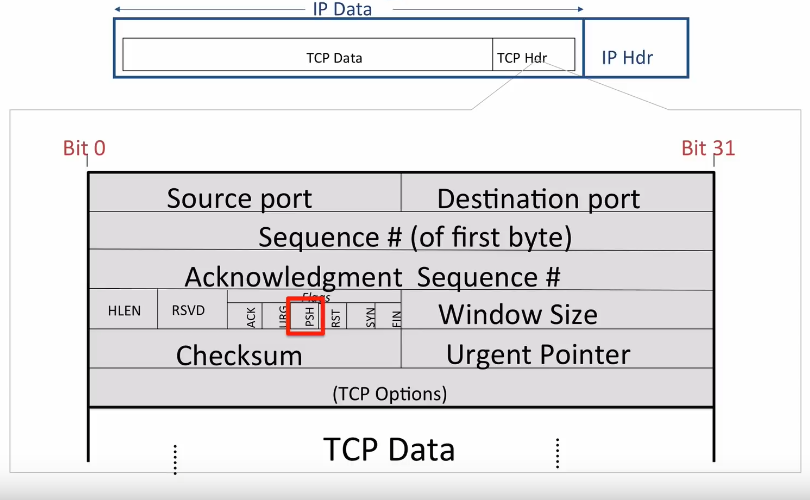 IP Data
TCP Data TCP Hdr IP Hdr
Bit 0 Bit 31
Source port Destination port
Sequence # (of first byte)
Acknowledgment Sequence #
Flags
HLEN RSVD ACK URG PSH RST SYN FIN Window Size
Checksum Urgent Pointer
(TCP Options)
TCP Data